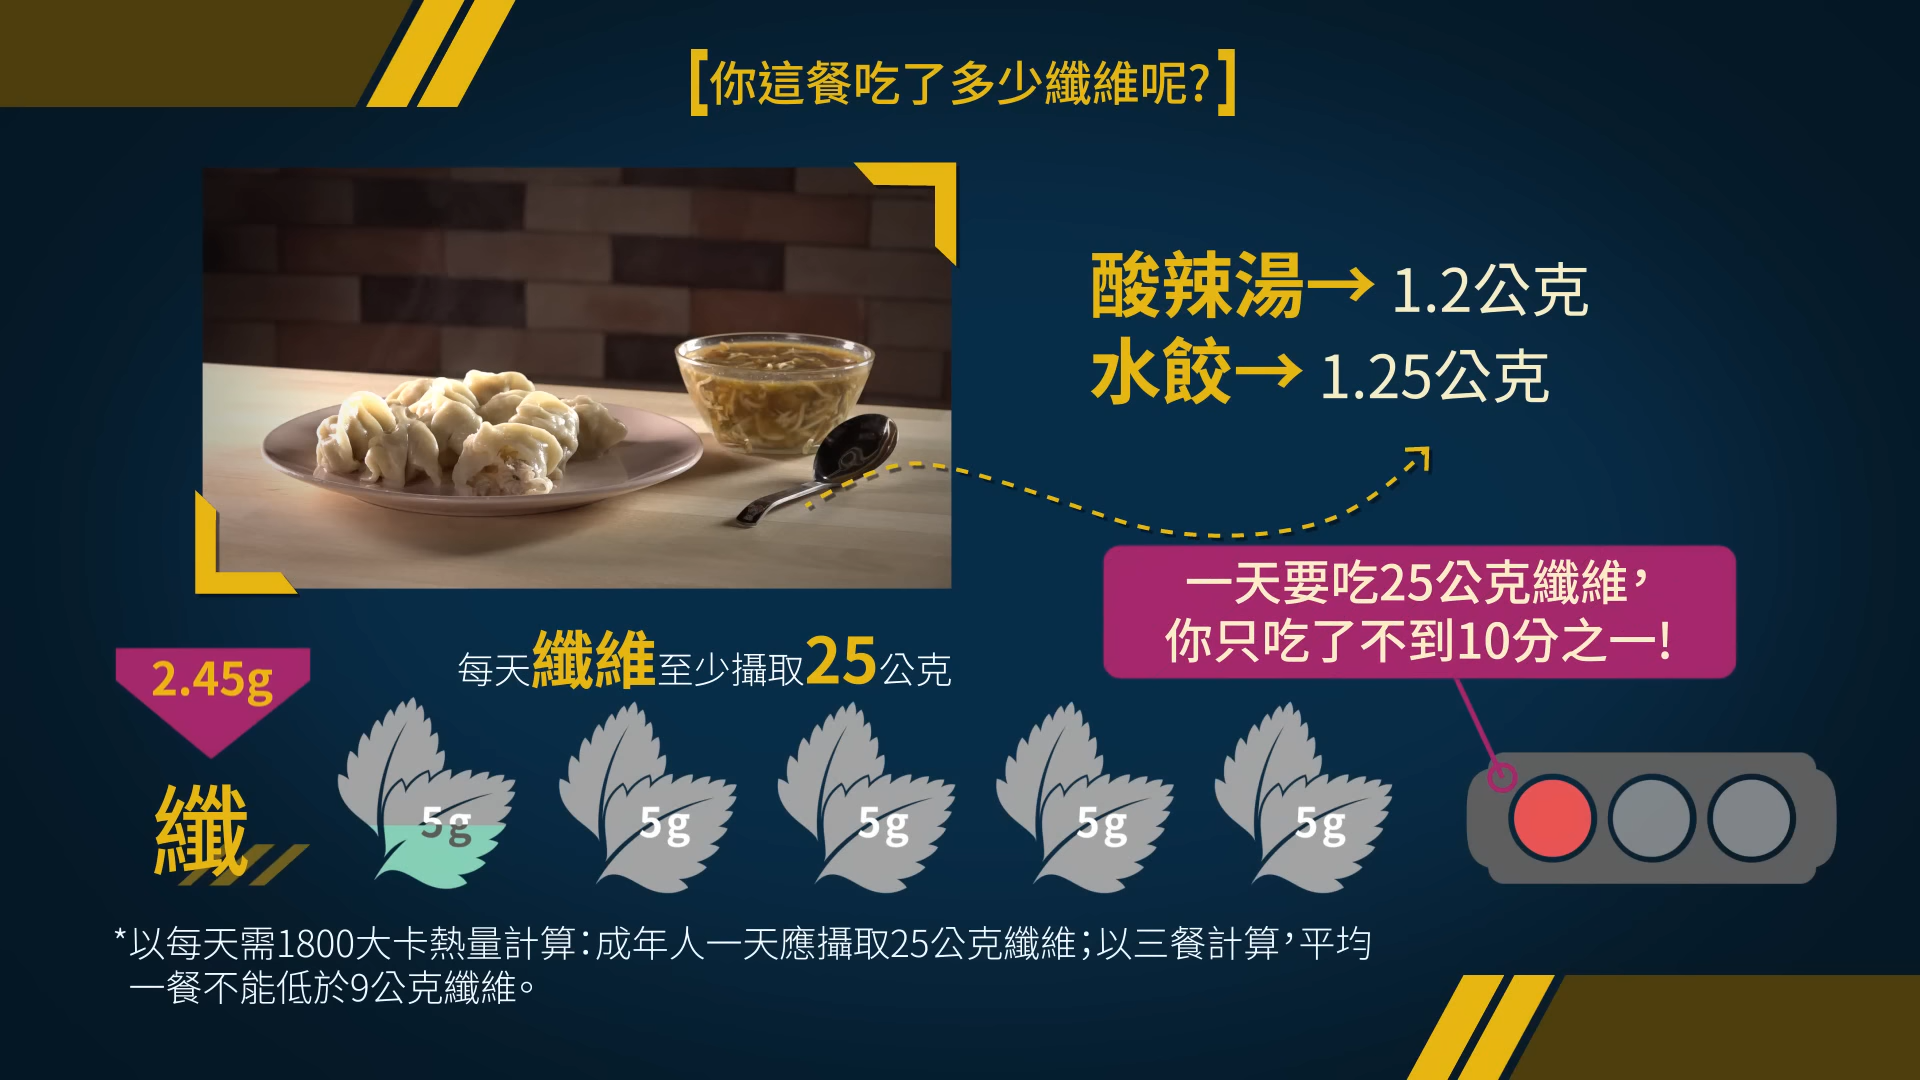 [你這餐吃了多少纖維呢?]
酸辣湯→ 1.2公克
水餃→ 1.25公克
一天要吃25公克纖維，
你只吃了不到10分之一!
每天纖維至少攝取25公克
2.45g
纖
5g
5g
5g
5g
5g
*以每天需1800大卡熱量計算：成年人一天應攝取25公克纖維；以三餐計算，平均
一餐不能低於9公克纖維。